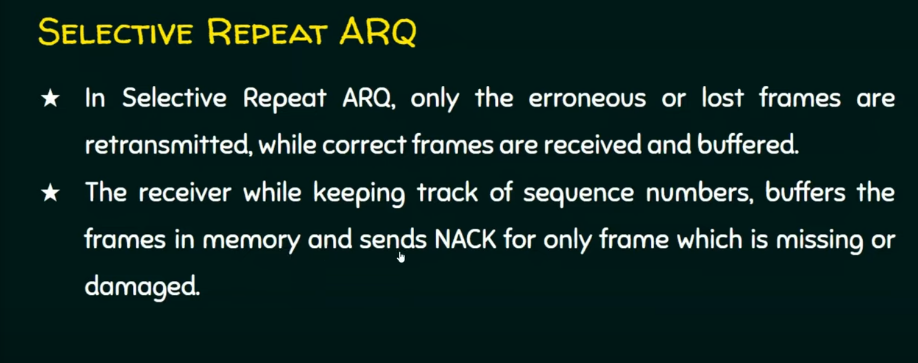 SELECTIVE REPEAT ARQ
★ In Selective Repeat ARQ, only the erroneous or lost frames are
retransmitted, while correct frames are received and buffered.
★ The receiver while keeping track of sequence numbers, buffers the
frames in memory and sends NACK for only frame which is missing or
damaged.